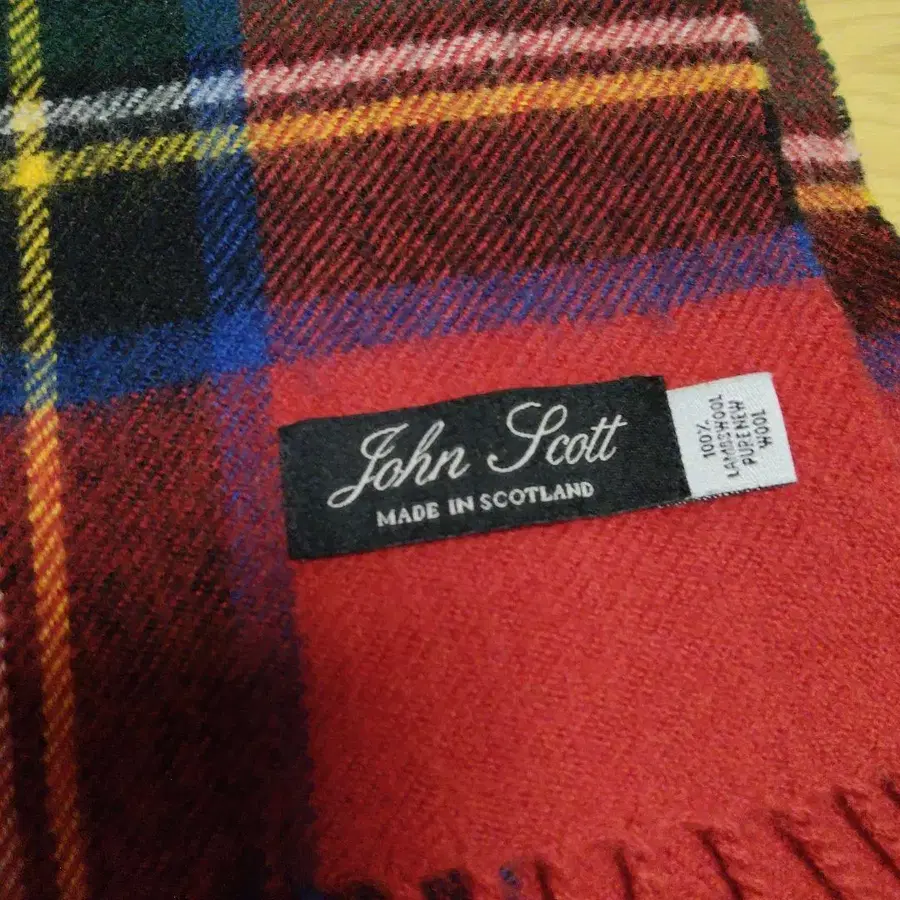 John Scott
MADE IN SCOTLAND
100%
LAMBSWOOL
PURE NEW
WOOL